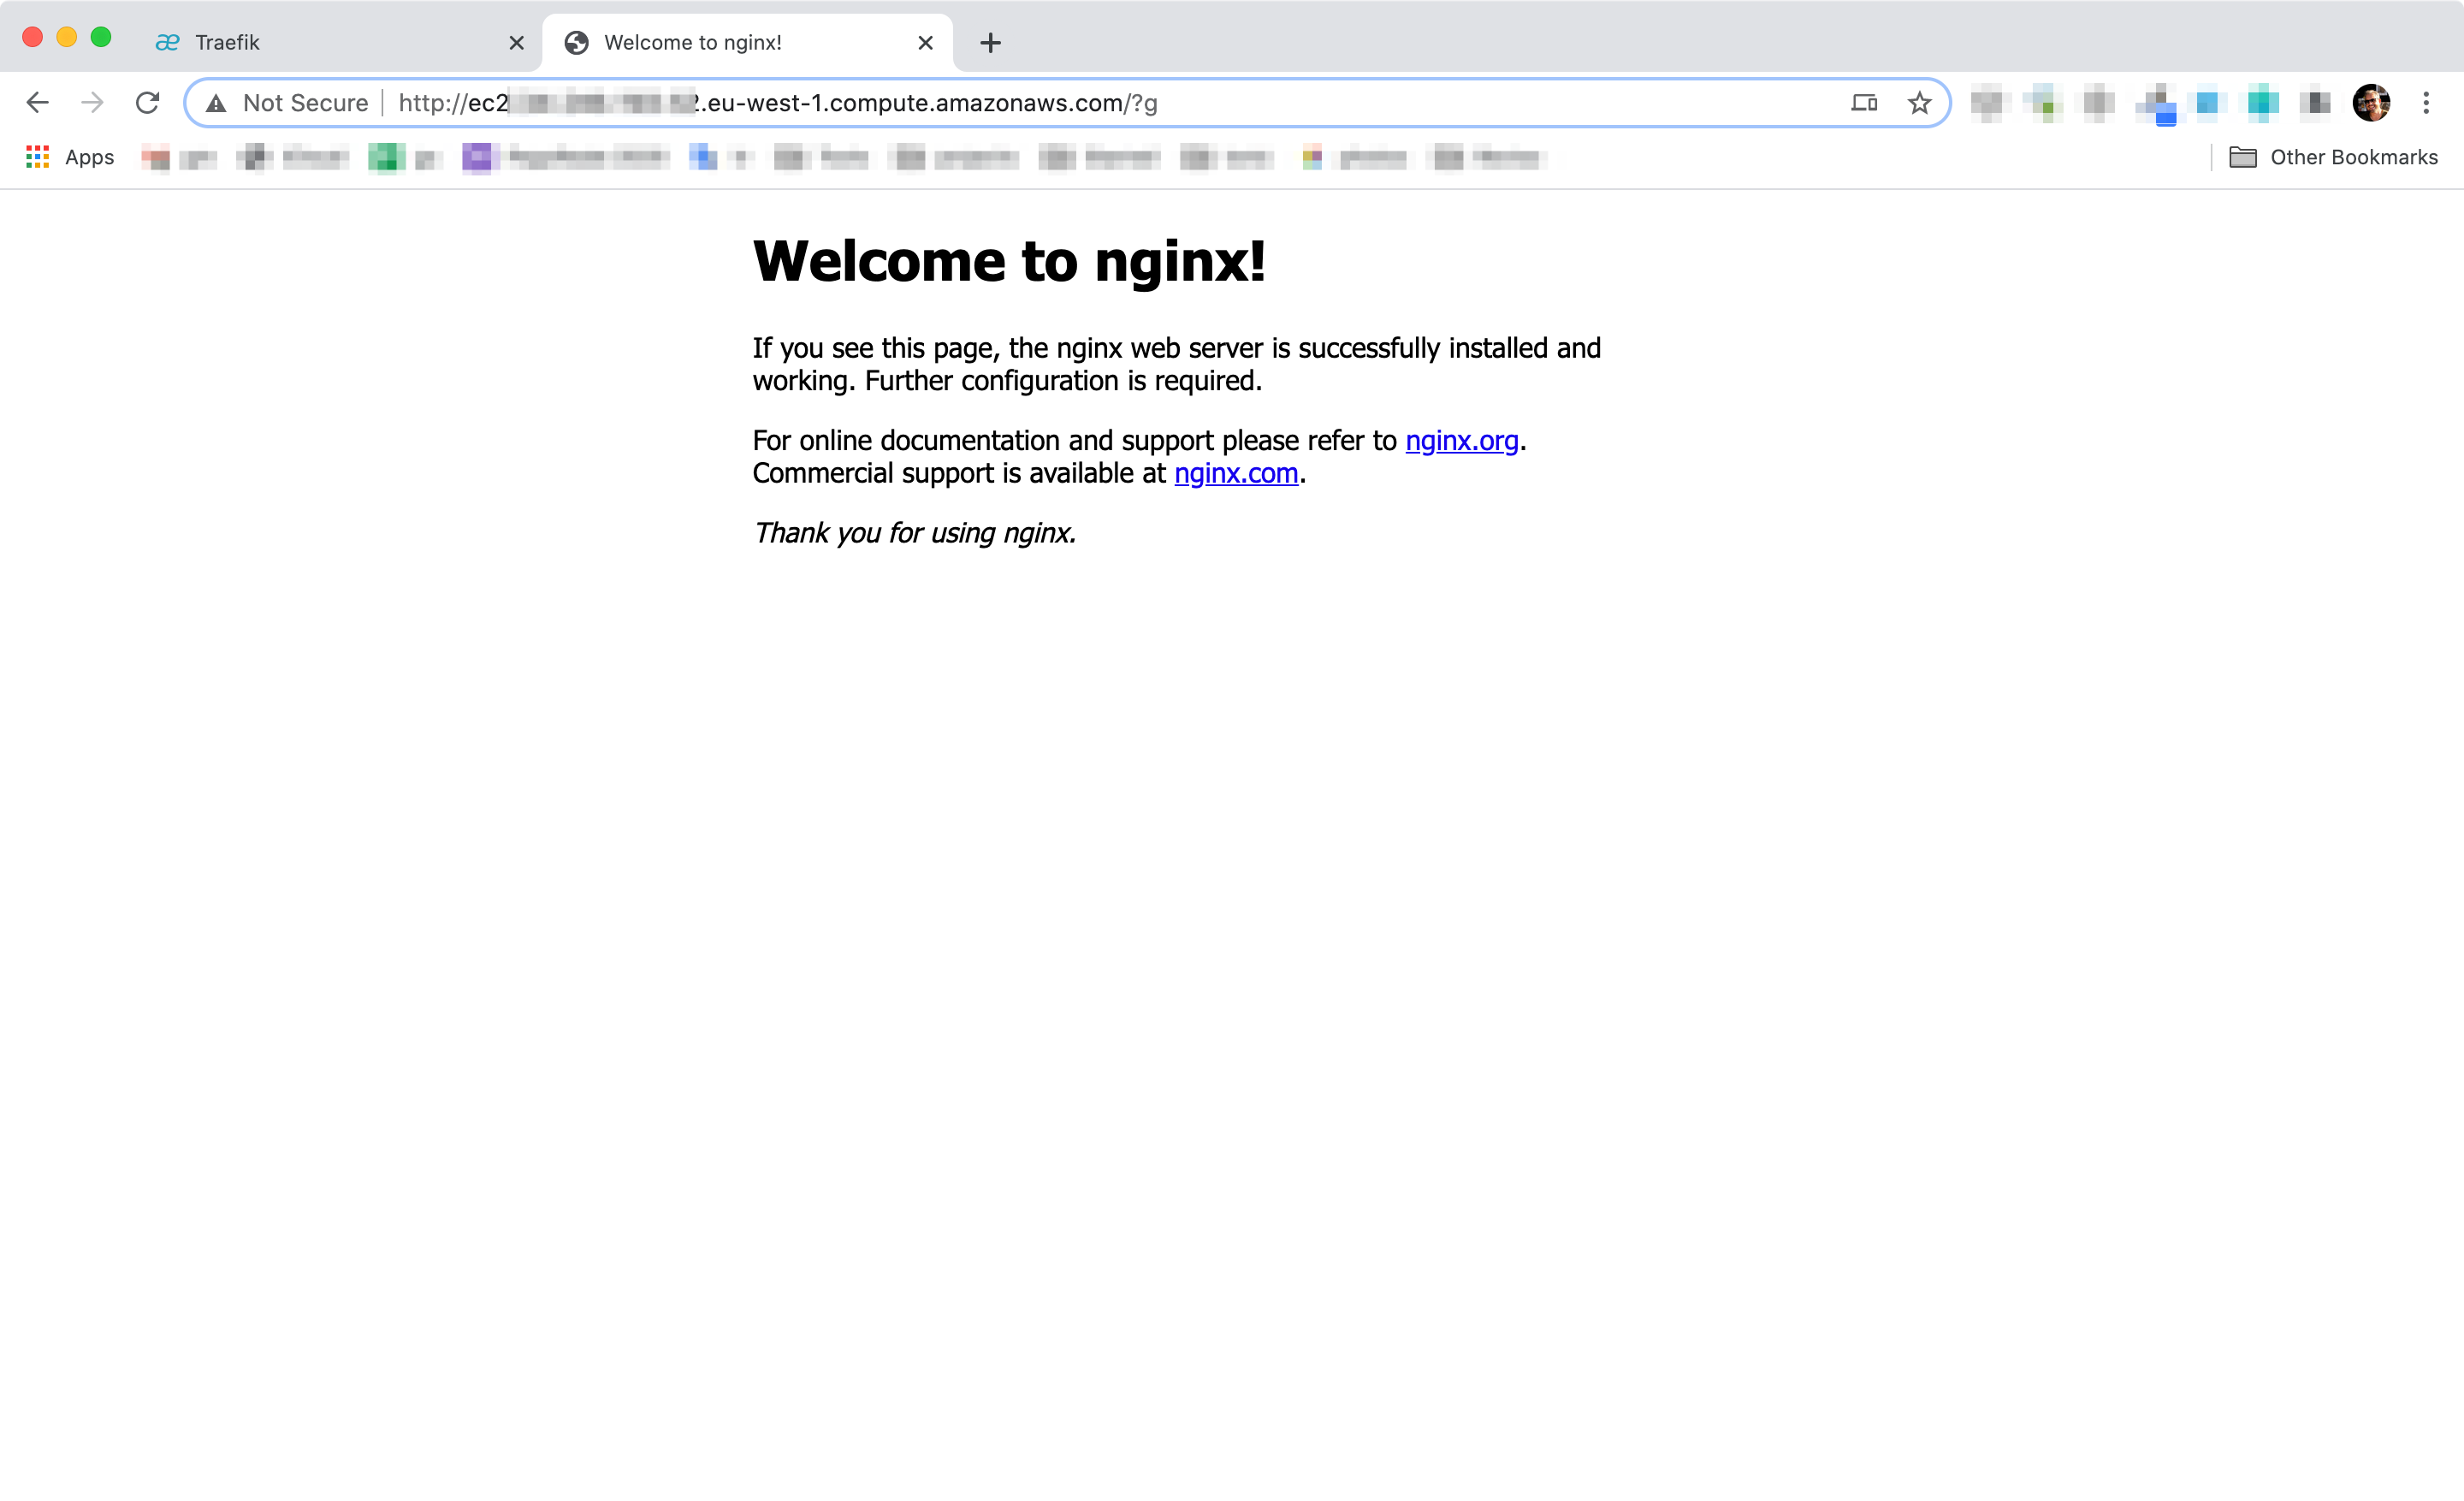 Traefik
Welcome to nginx!
Not Secure
http://ec2 .eu-west-1.compute.amazonaws.com/?g
Apps
Other Bookmarks
Welcome to nginx!
If you see this page, the nginx web server is successfully installed and
working. Further configuration is required.
For online documentation and support please refer to nginx.org.
Commercial support is available at nginx.com.
Thank you for using nginx.